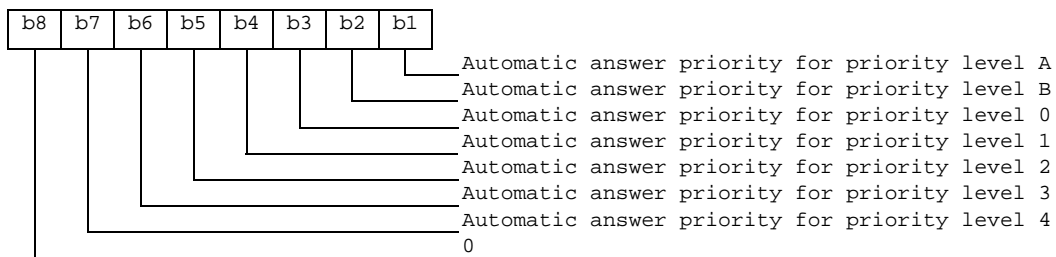 b8 b7 b6 b5 b4 b3 b2 b1
Automatic answer priority for priority level A
Automatic answer priority for priority level B
Automatic answer priority for priority level 0
Automatic answer priority for priority level 1
Automatic answer priority for priority level 2
Automatic answer priority for priority level 3
Automatic answer priority for priority level 4
0